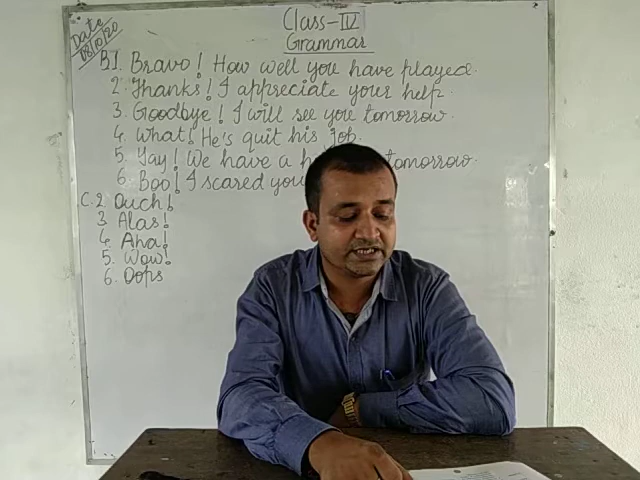 Date
08/10/20
Class-IV
Grammar
B.1. Bravo! How well you have played.
2. Thanks! I appreciate your help.
3. Goodbye! I will see you tomorrow.
4. What! He's quit his job.
5. Yay! We have a tomorrow.
6. Boo! I scared you
C.2 Ouch!
3. Alas!
4. Aha!
5. Wow!
6. Oops